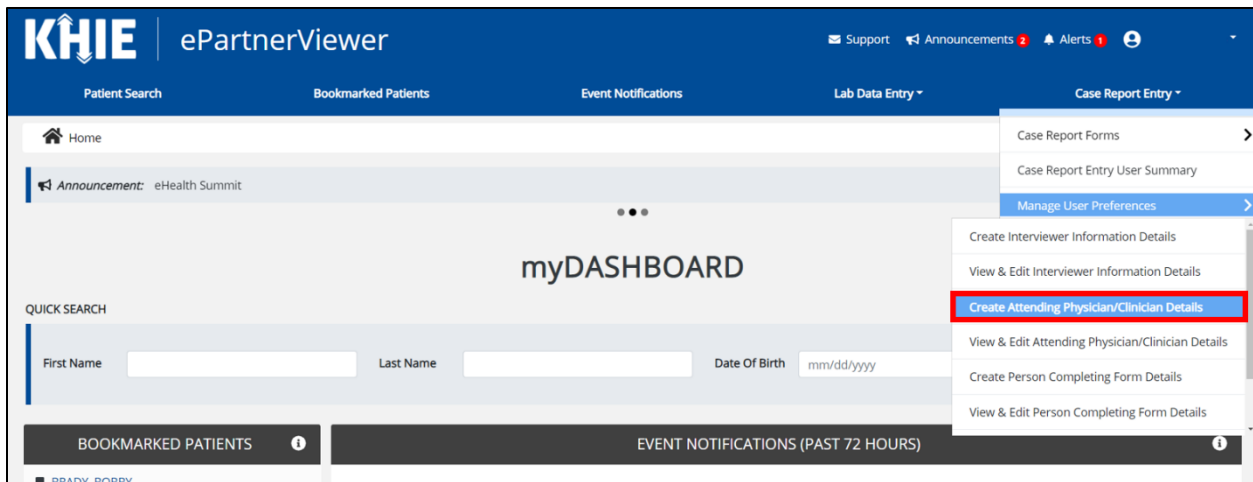 KHIE ePartnerViewer
Support Announcements 2 Alerts 1
Patient Search Bookmarked Patients Event Notifications Lab Data Entry Case Report Entry
Home
Case Report Forms
Case Report Entry User Summary
Announcement: eHealth Summit
Manage User Preferences
Create Interviewer Information Details
myDASHBOARD
View & Edit Interviewer Information Details
QUICK SEARCH
Create Attending Physician/Clinician Details
View & Edit Attending Physician/Clinician Details
First Name Last Name Date Of Birth mm/dd/yyyy
Create Person Completing Form Details
View & Edit Person Completing Form Details
BOOKMARKED PATIENTS EVENT NOTIFICATIONS (PAST 72 HOURS)
BRADY, BOBBY